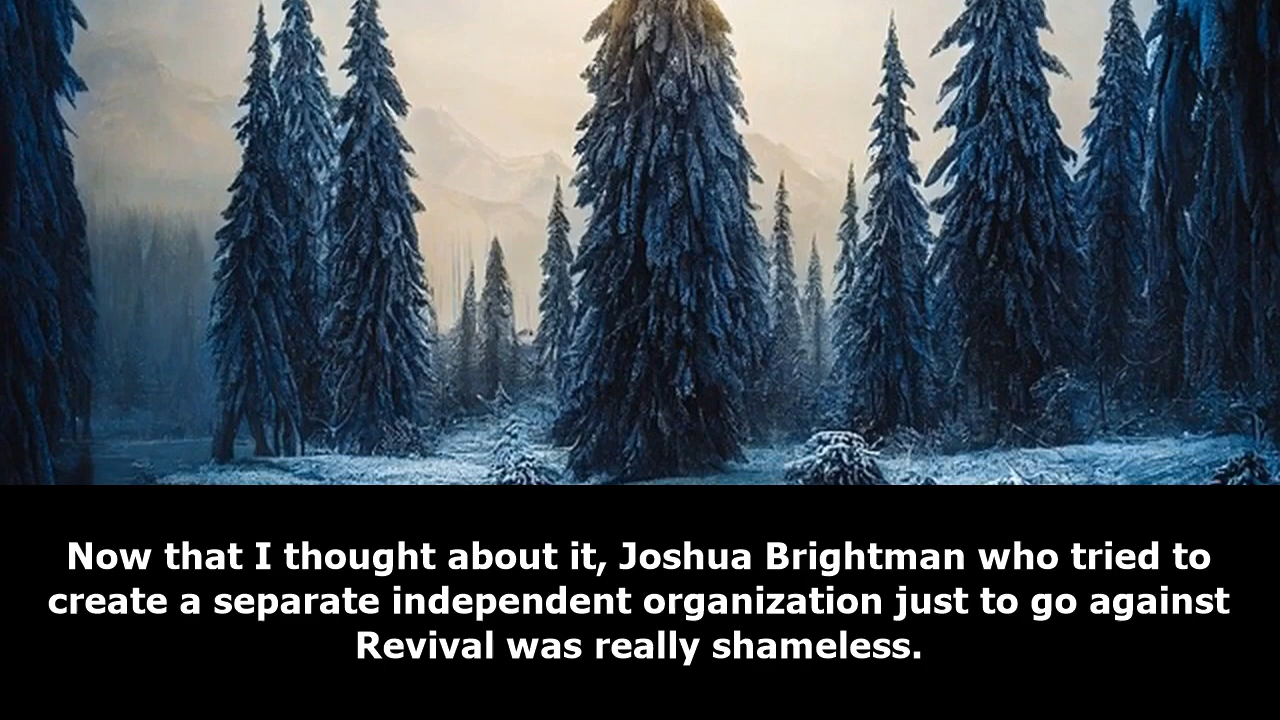 Now that I thought about it, Joshua Brightman who tried to
create a separate independent organization just to go against
Revival was really shameless.